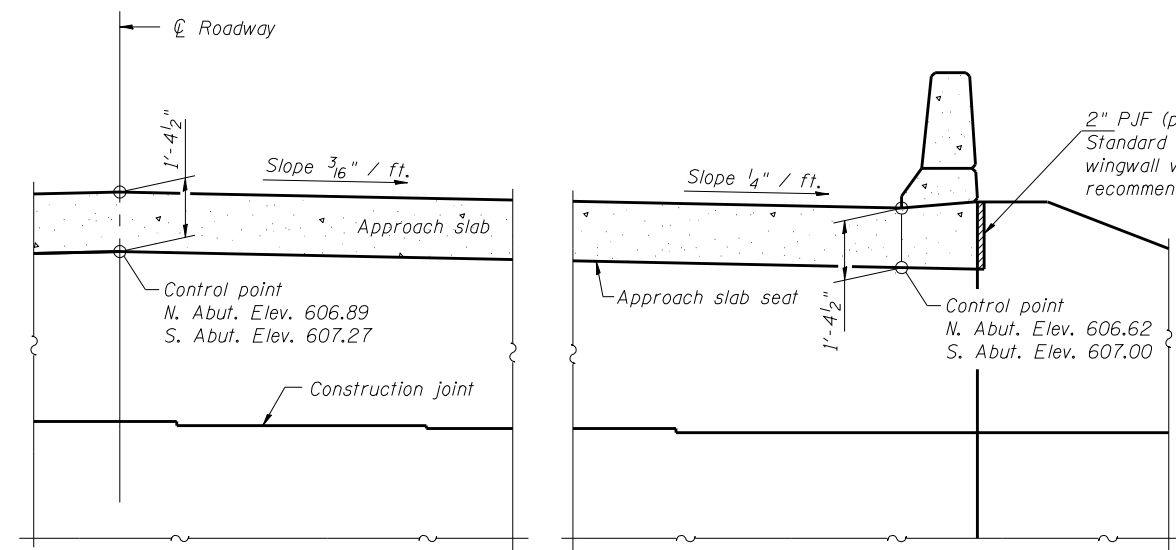 ℄ Roadway
1'-4½"
Slope 3/16" / ft.
Approach slab
Control point
N. Abut. Elev. 606.89
S. Abut. Elev. 607.27
Construction joint
Slope ¼" / ft.
2" PJF
Standard
wingwall
Approach slab seat
1'-4½"
Control point
N. Abut. Elev. 606.62
S. Abut. Elev. 607.00